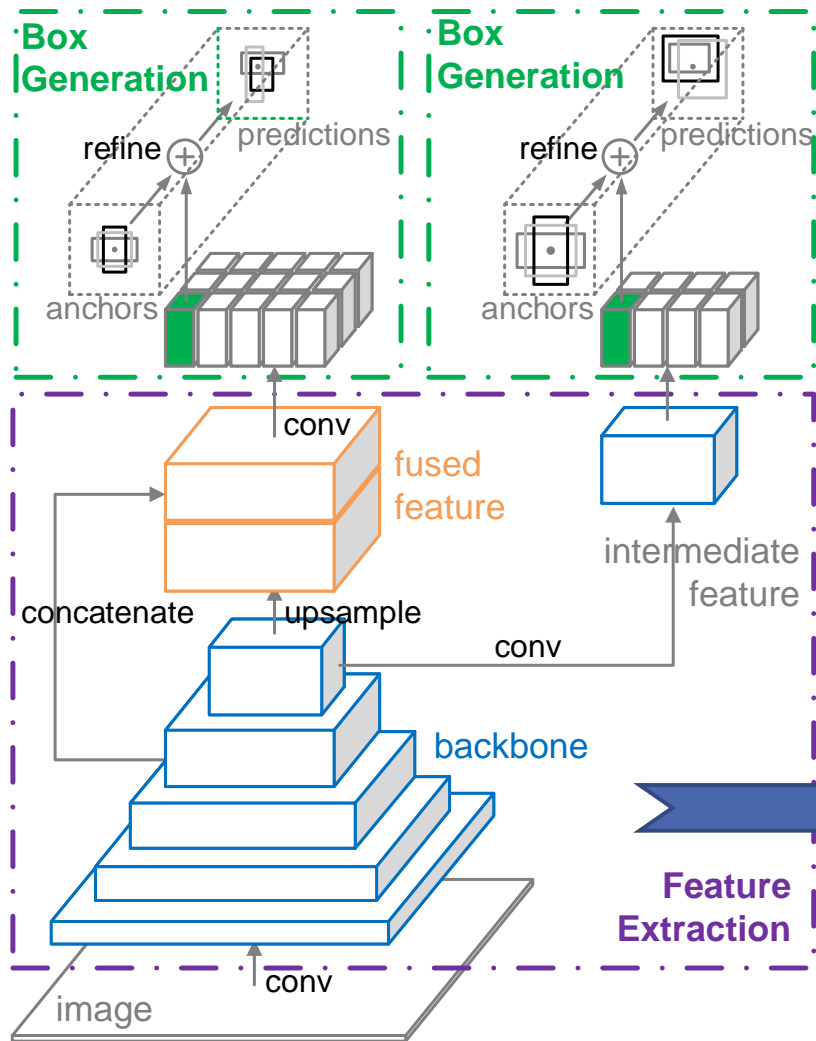 Box
Generation
predictions
refine
anchors
Box
Generation
predictions
refine
anchors
conv
fused
feature
intermediate
feature
concatenate
upsample
conv
backbone
Feature
Extraction
conv
image